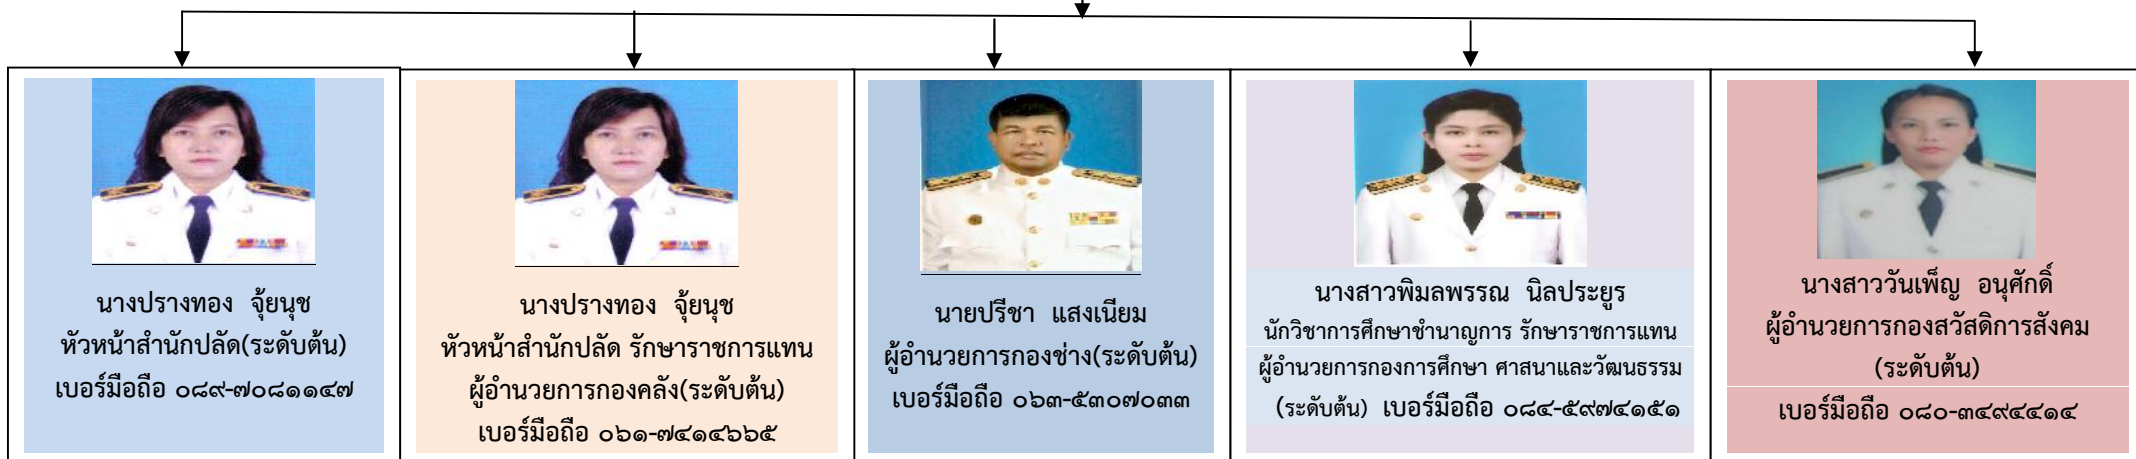 นางปรางทอง จุ้ยนุช
หัวหน้าสำนักปลัด(ระดับต้น)
เบอร์มือถือ ๐๘๙-๗๐๘๑๑๔๗
นางปรางทอง จุ้ยนุช
หัวหน้าสำนักปลัด รักษาราชการแทน
ผู้อำนวยการกองคลัง(ระดับต้น)
เบอร์มือถือ ๐๖๑-๗๔๑๔๖๖๕
นายปรีชา แสงเนียม
ผู้อำนวยการกองช่าง(ระดับต้น)
เบอร์มือถือ ๐๖๓-๕๓๐๗๐๓๓
นางสาวพิมลพรรณ นิลประยูร
นักวิชาการศึกษาชำนาญการ รักษาราชการแทน
ผู้อำนวยการกองการศึกษา ศาสนาและวัฒนธรรม
(ระดับต้น) เบอร์มือถือ ๐๘๔-๕๙๗๔๑๕๑
นางสาววันเพ็ญ อนุศักดิ์
ผู้อำนวยการกองสวัสดิการสังคม
(ระดับต้น)
เบอร์มือถือ ๐๘๐-๓๔๙๔๔๑๔